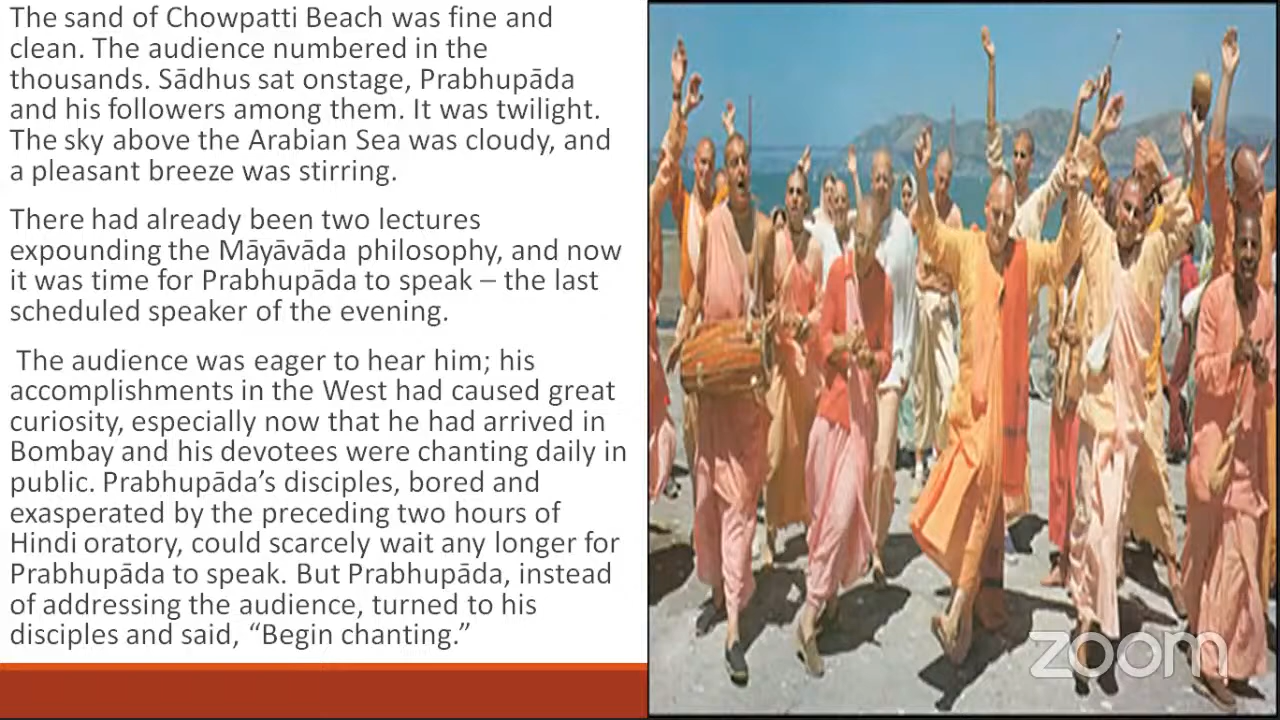 The sand of Chowpatti Beach was fine and
clean. The audience numbered in the
thousands. Sādhus sat onstage, Prabhupāda
and his followers among them. It was twilight.
The sky above the Arabian Sea was cloudy, and
a pleasant breeze was stirring.
There had already been two lectures
expounding the Māyāvāda philosophy, and now
it was time for Prabhupāda to speak – the last
scheduled speaker of the evening.
The audience was eager to hear him; his
accomplishments in the West had caused great
curiosity, especially now that he had arrived in
Bombay and his devotees were chanting daily in
public. Prabhupāda’s disciples, bored and
exasperated by the preceding two hours of
Hindi oratory, could scarcely wait any longer for
Prabhupāda to speak. But Prabhupāda, instead
of addressing the audience, turned to his
disciples and said, “Begin chanting.”
zoom